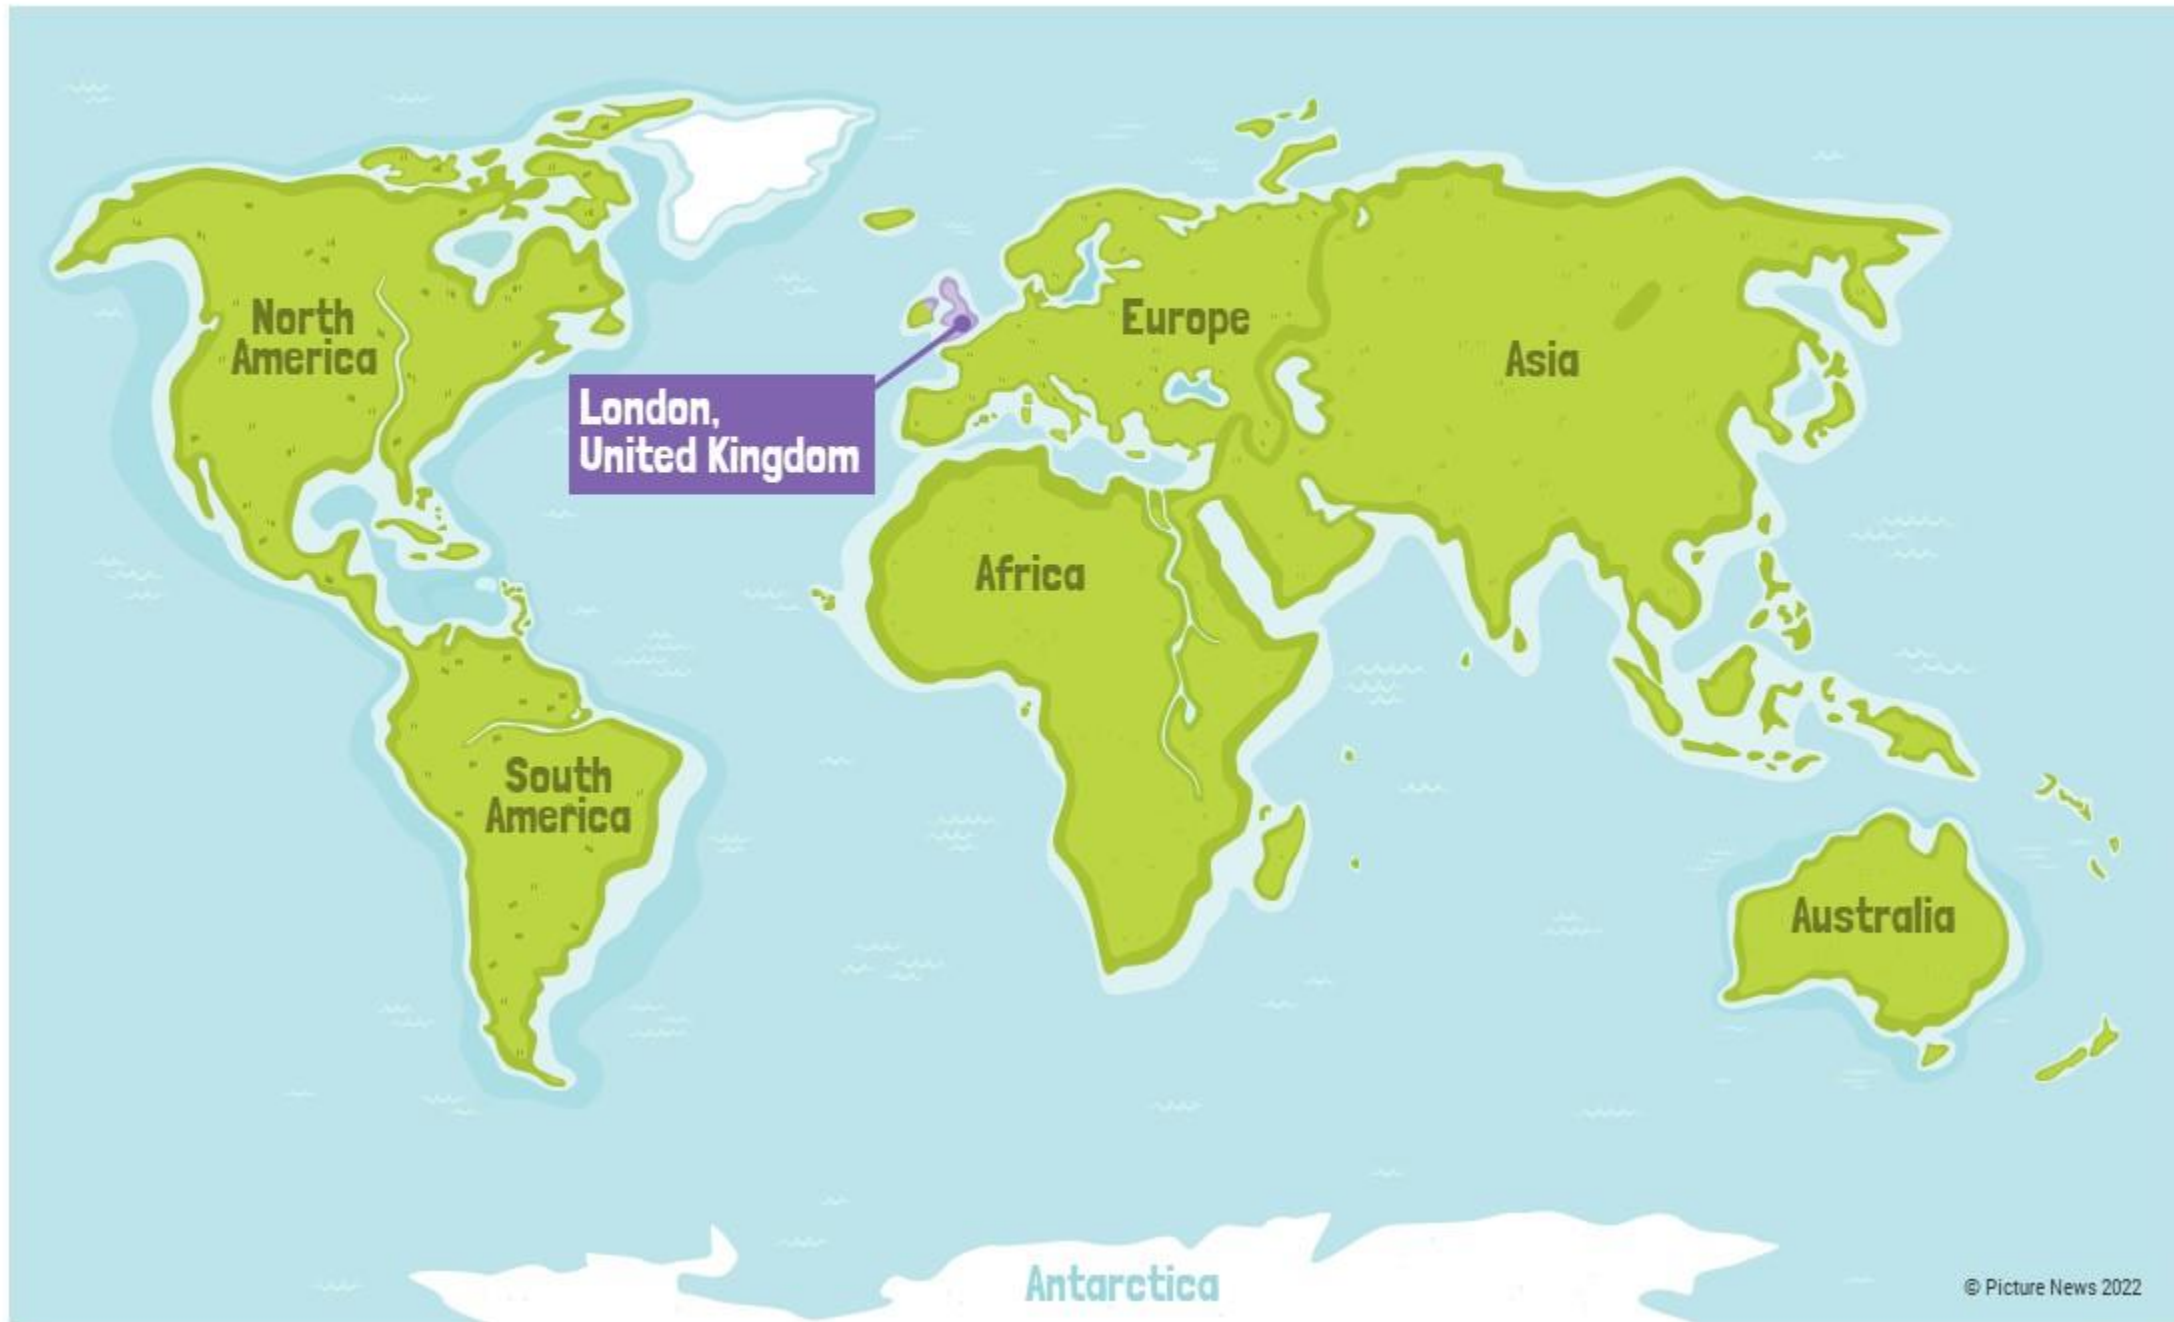 North
America
London,
United Kingdom
Europe
Asia
Africa
South
America
Australia
Antarctica
© Picture News 2022